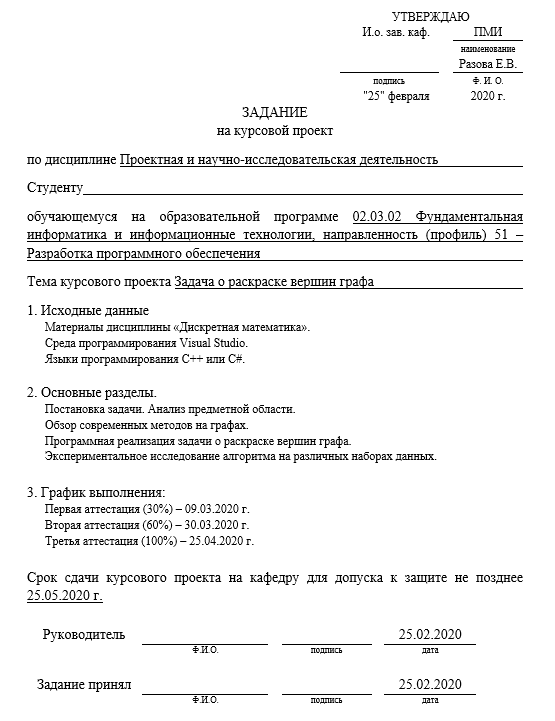 УТВЕРЖДАЮ
И.о. зав. каф. ПМИ
наименование
Разова Е.В.
подпись Ф. И. О.
"25" февраля 2020 г.
ЗАДАНИЕ
на курсовой проект
по дисциплине Проектная и научно-исследовательская деятельность
Студенту
обучающемуся на образовательной программе 02.03.02 Фундаментальная
информатика и информационные технологии, направленность (профиль) 51 –
Разработка программного обеспечения
Тема курсового проекта Задача о раскраске вершин графа
1. Исходные данные
Материалы дисциплины «Дискретная математика».
Среда программирования Visual Studio.
Языки программирования C++ или C#.
2. Основные разделы.
Постановка задачи. Анализ предметной области.
Обзор современных методов на графах.
Программная реализация задачи о раскраске вершин графа.
Экспериментальное исследование алгоритма на различных наборах данных.
3. График выполнения:
Первая аттестация (30%) – 09.03.2020 г.
Вторая аттестация (60%) – 30.03.2020 г.
Третья аттестация (100%) – 25.04.2020 г.
Срок сдачи курсового проекта на кафедру для допуска к защите не позднее
25.05.2020 г.
Руководитель 25.02.2020
Ф.И.О. подпись дата
Задание принял 25.02.2020
Ф.И.О. подпись дата